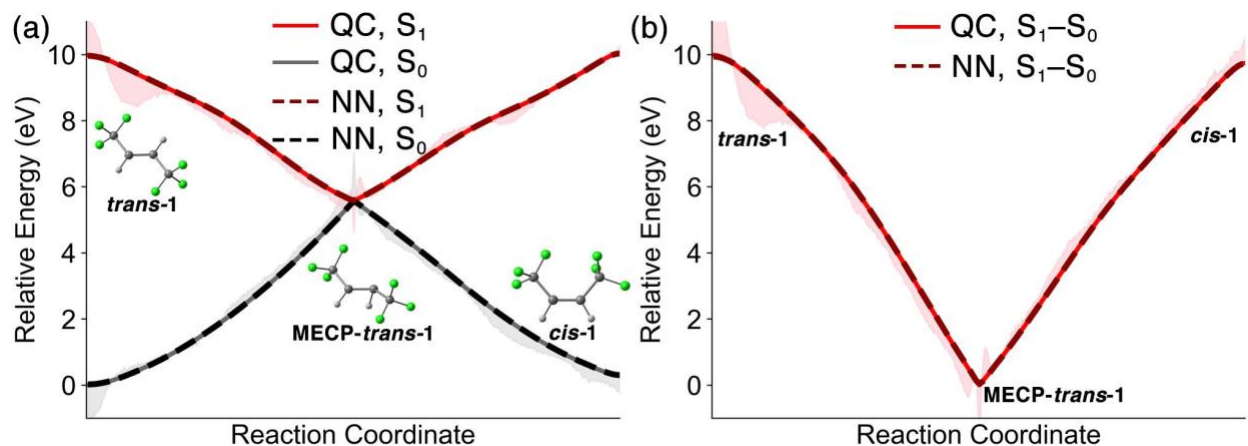 (a)
QC, S₁
QC, S₀
NN, S₁
NN, S₀
Relative Energy (eV)
10
8
6
4
2
0
trans-1
MECP-trans-1
cis-1
Reaction Coordinate
(b)
QC, S₁–S₀
NN, S₁–S₀
Relative Energy (eV)
10
8
6
4
2
0
trans-1
cis-1
MECP-trans-1
Reaction Coordinate